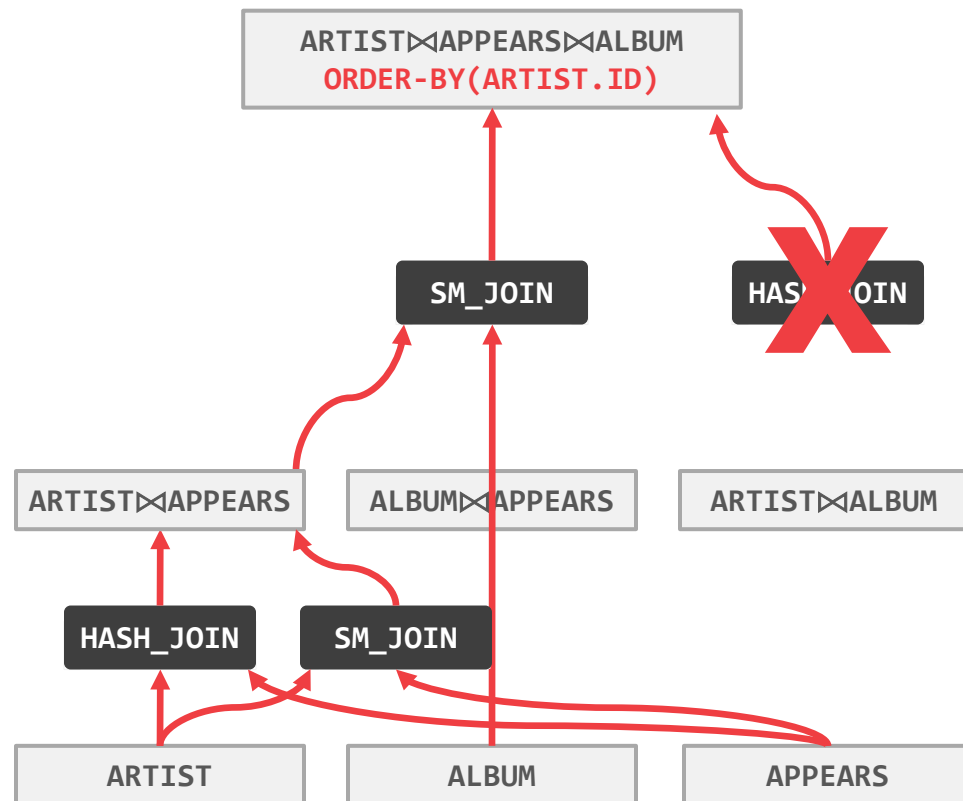 ARTIST⋈APPEARS⋈ALBUM
ORDER-BY(ARTIST.ID)
SM_JOIN
HASH_JOIN
ARTIST⋈APPEARS
ALBUM⋈APPEARS
ARTIST⋈ALBUM
HASH_JOIN
SM_JOIN
ARTIST
ALBUM
APPEARS